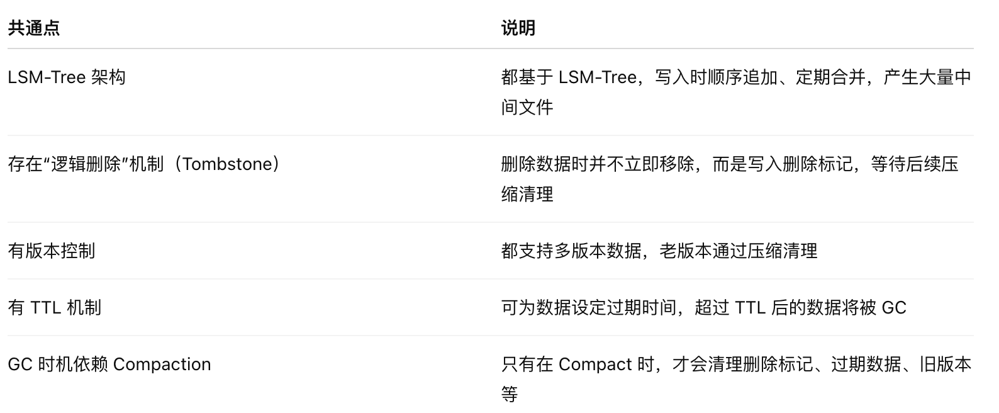 共通点 说明
LSM-Tree 架构 都基于 LSM-Tree，写入时顺序追加、定期合并，产生大量中
间文件
存在“逻辑删除”机制（Tombstone） 删除数据时并不立即移除，而是写入删除标记，等待后续压
缩清理
有版本控制 都支持多版本数据，老版本通过压缩清理
有 TTL 机制 可为数据设定过期时间，超过 TTL 后的数据将被 GC
GC 时机依赖 Compaction 只有在 Compact 时，才会清理删除标记、过期数据、旧版本
等